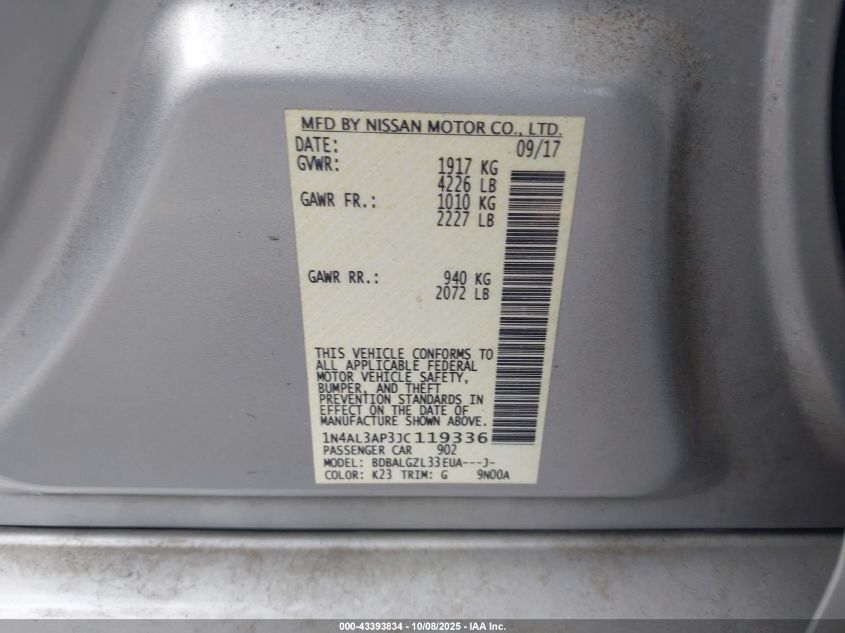 MFD BY NISSAN MOTOR CO., LTD.
DATE: 09/17
GVWR: 1917 KG
4226 LB
GAWR FR.: 1010 KG
2227 LB
GAWR RR.: 940 KG
2072 LB
THIS VEHICLE CONFORMS TO
ALL APPLICABLE FEDERAL
MOTOR VEHICLE SAFETY,
BUMPER, AND THEFT
PREVENTION STANDARDS IN
EFFECT ON THE DATE OF
MANUFACTURE SHOWN ABOVE.
1N4AL3AP3JC119336
PASSENGER CAR 902
MODEL: BDBALGZL33EUA---J-
COLOR: K23 TRIM: G 9N00A
000-43393834 - 10/08/2025 - IAA Inc.